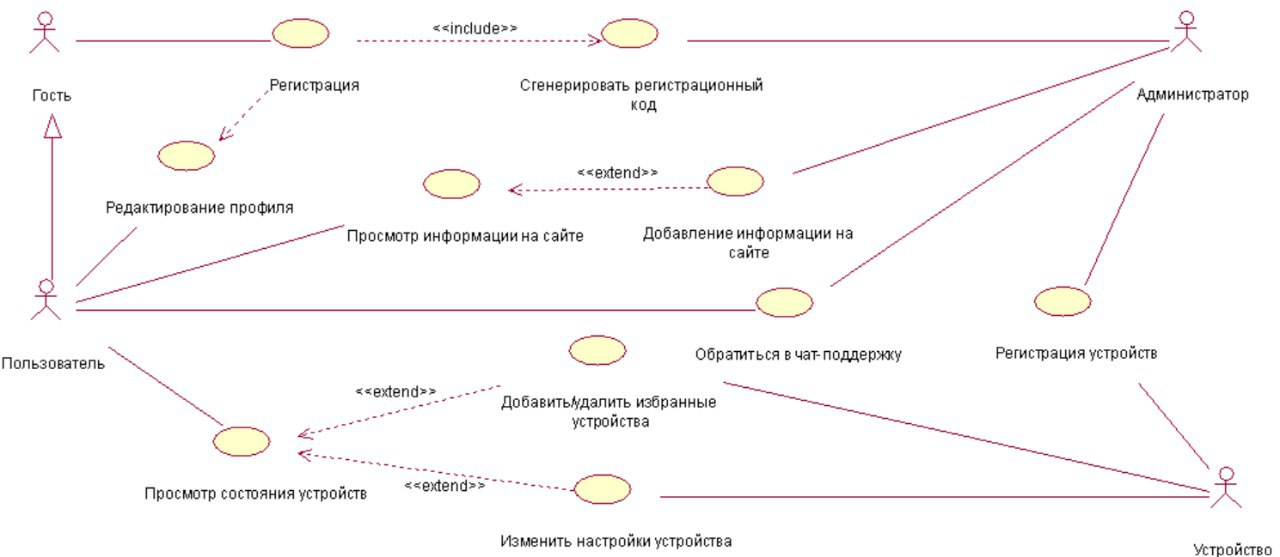 <<include>>
Регистрация
Сгенерировать регистрационный
код
Гость
Администратор
<<extend>>
Редактирование профиля
Просмотр информации на сайте
Добавление информации на
сайте
Пользователь
Обратиться в чат-поддержку
Регистрация устройств
<<extend>>
Добавить/удалить избранные
устройства
Просмотр состояния устройств
<<extend>>
Изменить настройки устройства
Устройство